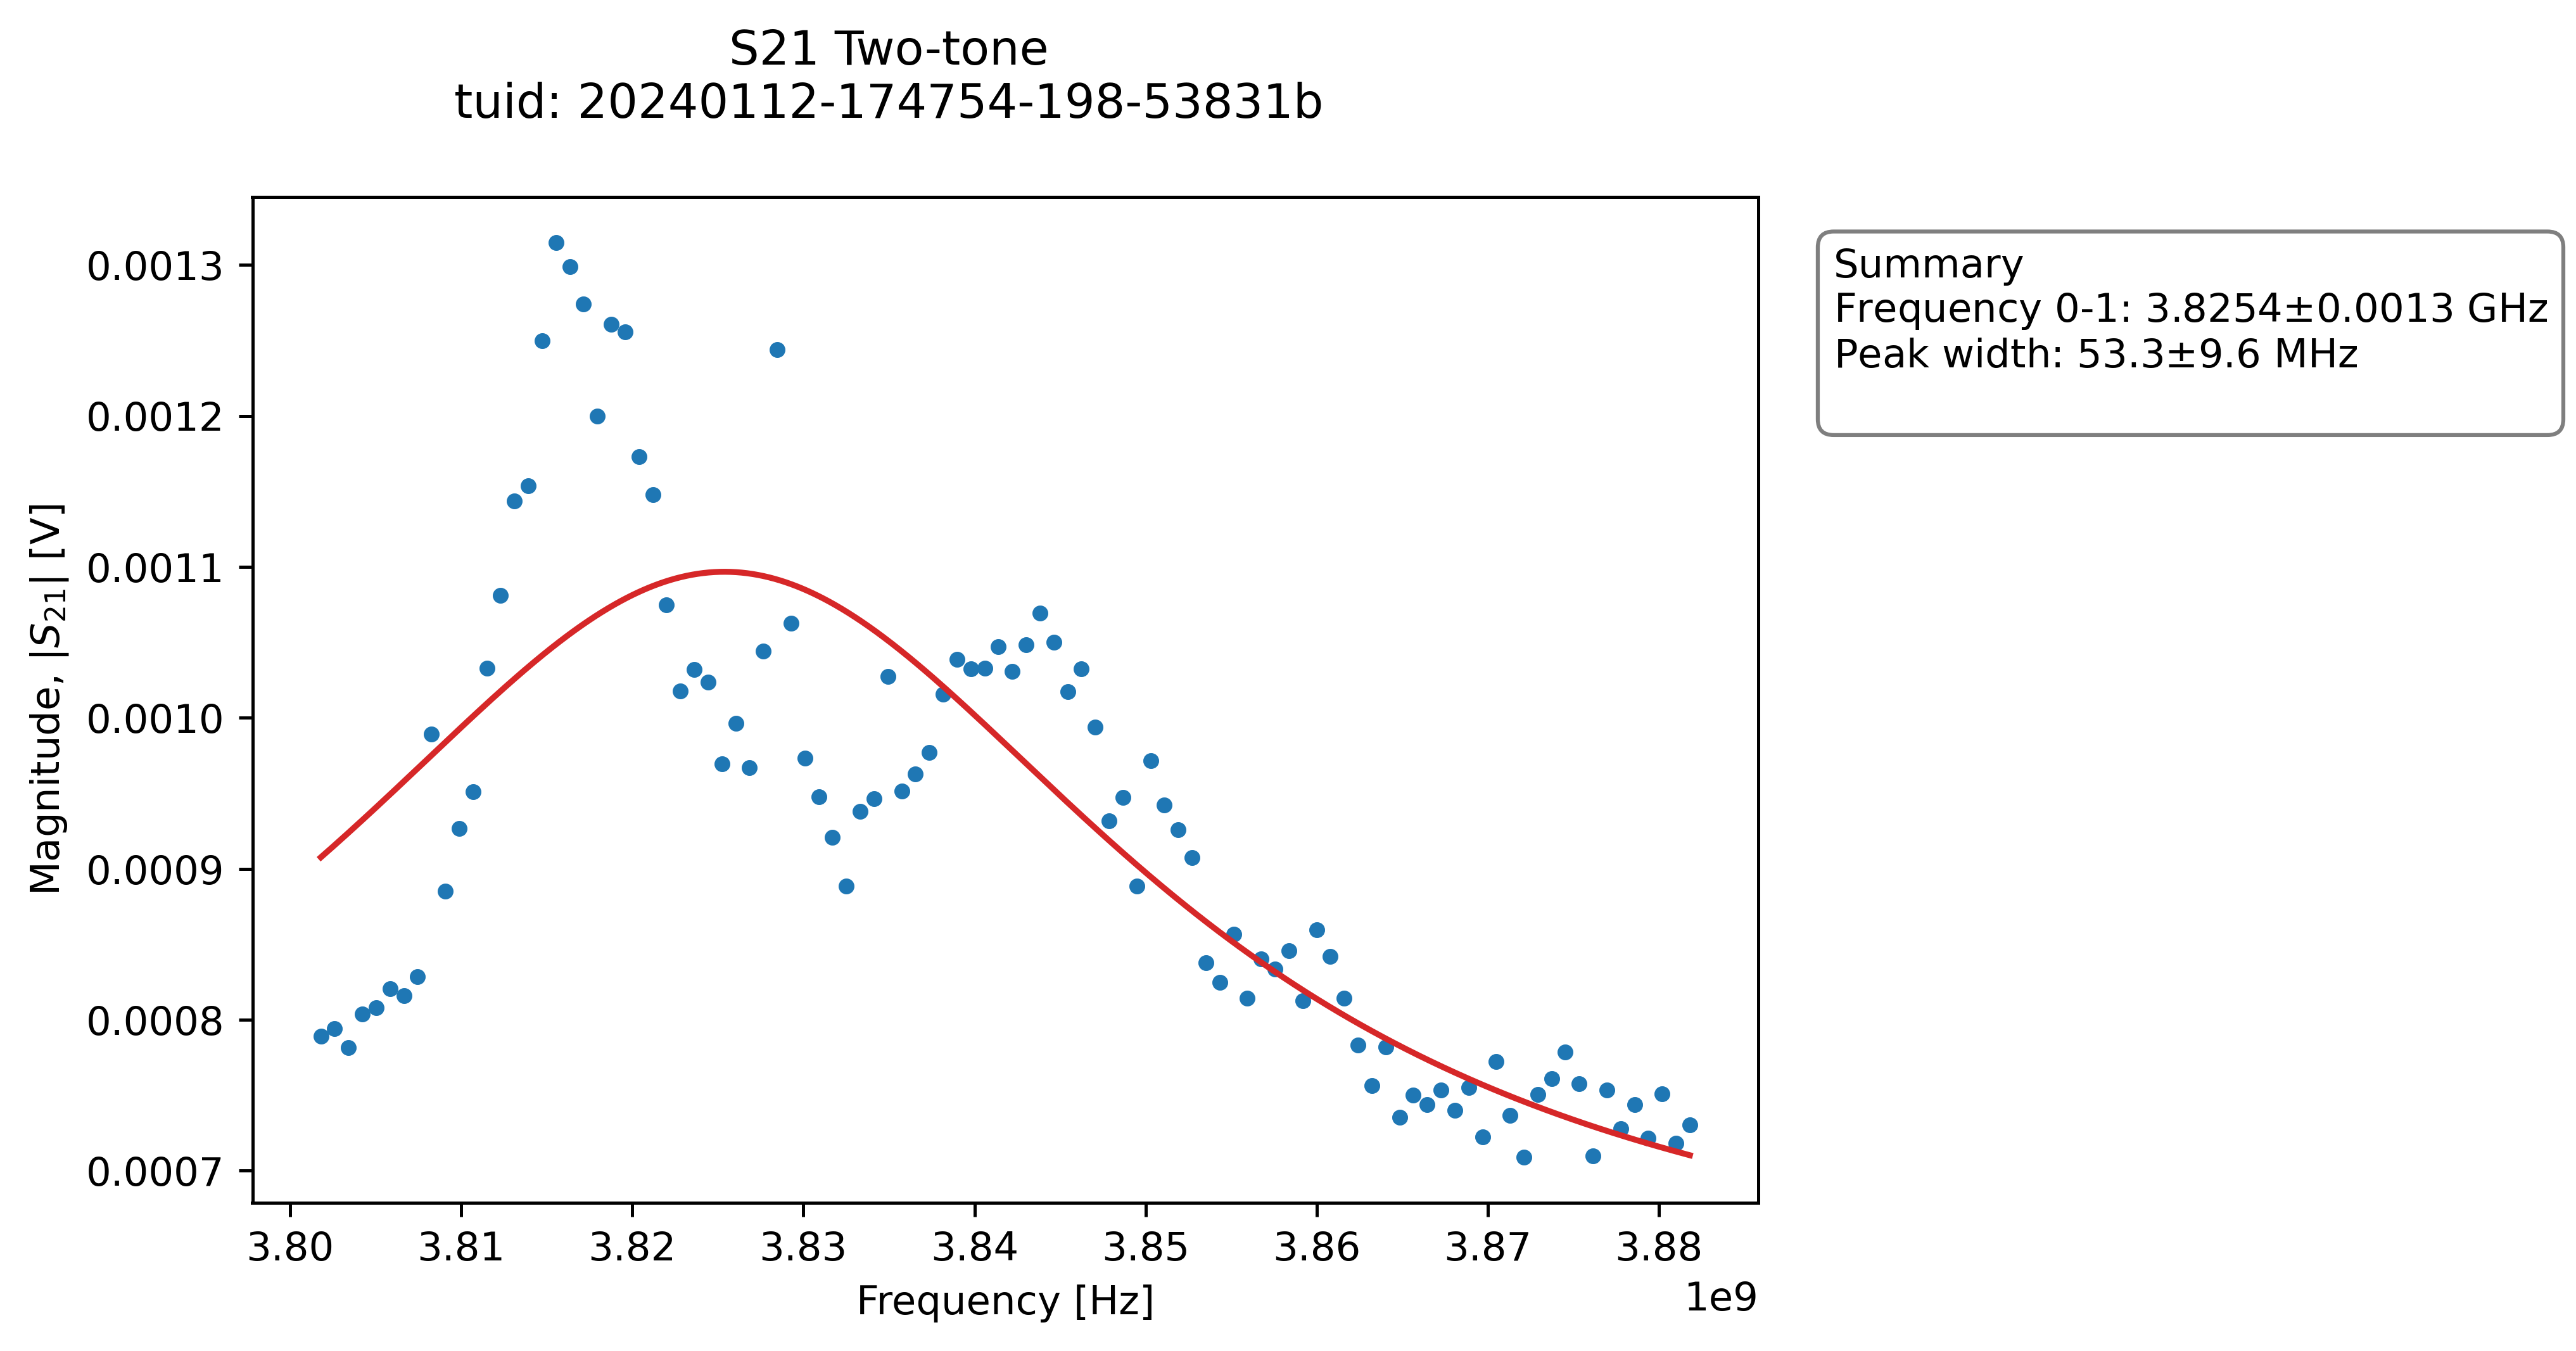 S21 Two-tone
tuid: 20240112-174754-198-53831b
Magnitude, |S21| [V]
0.0013
0.0012
0.0011
0.0010
0.0009
0.0008
0.0007
3.80 3.81 3.82 3.83 3.84 3.85 3.86 3.87 3.88
1e9
Frequency [Hz]
Summary
Frequency 0-1: 3.8254±0.0013 GHz
Peak width: 53.3±9.6 MHz